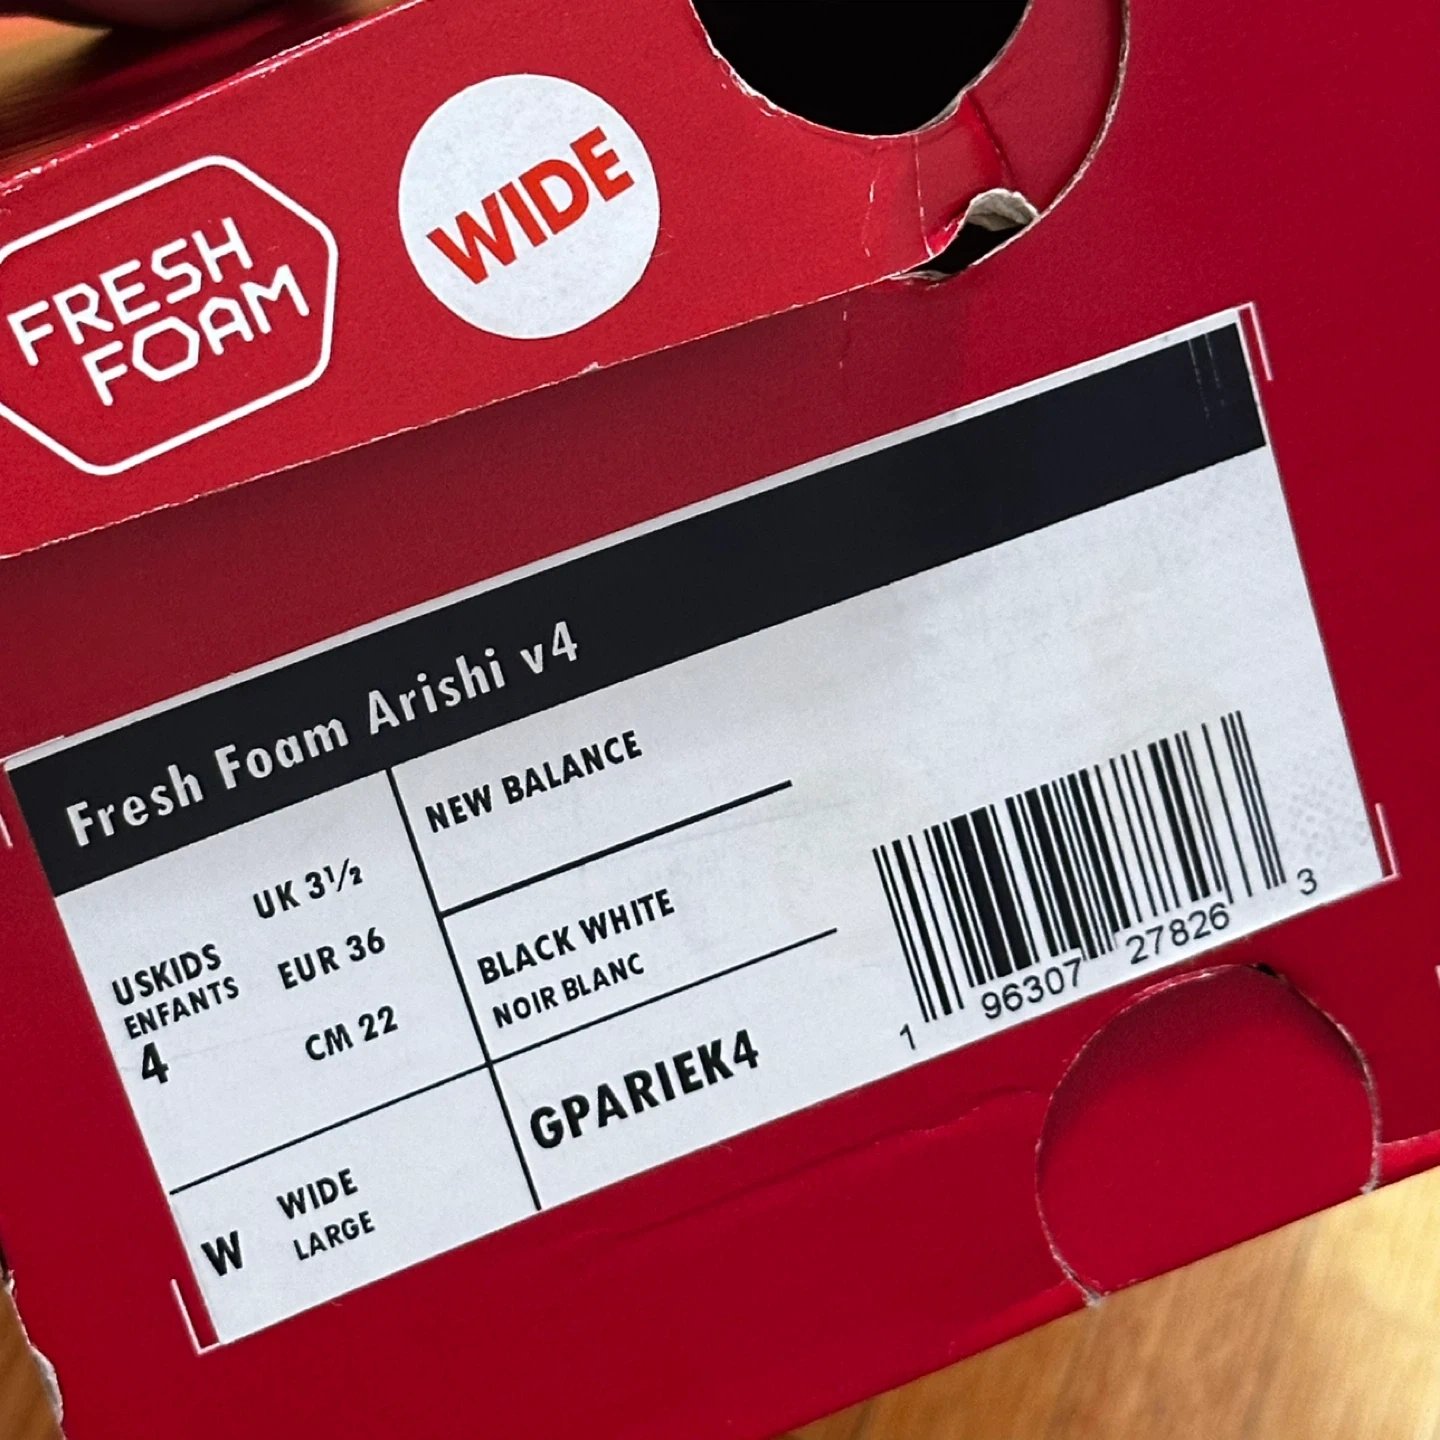 FRESH
FOAM
WIDE
Fresh Foam Arishi v4
USKIDS
ENFANTS
4
UK 3½
EUR 36
CM 22
NEW BALANCE
BLACK WHITE
NOIR BLANC
W
WIDE
LARGE
GPARIEK4
1 96307 27826 3